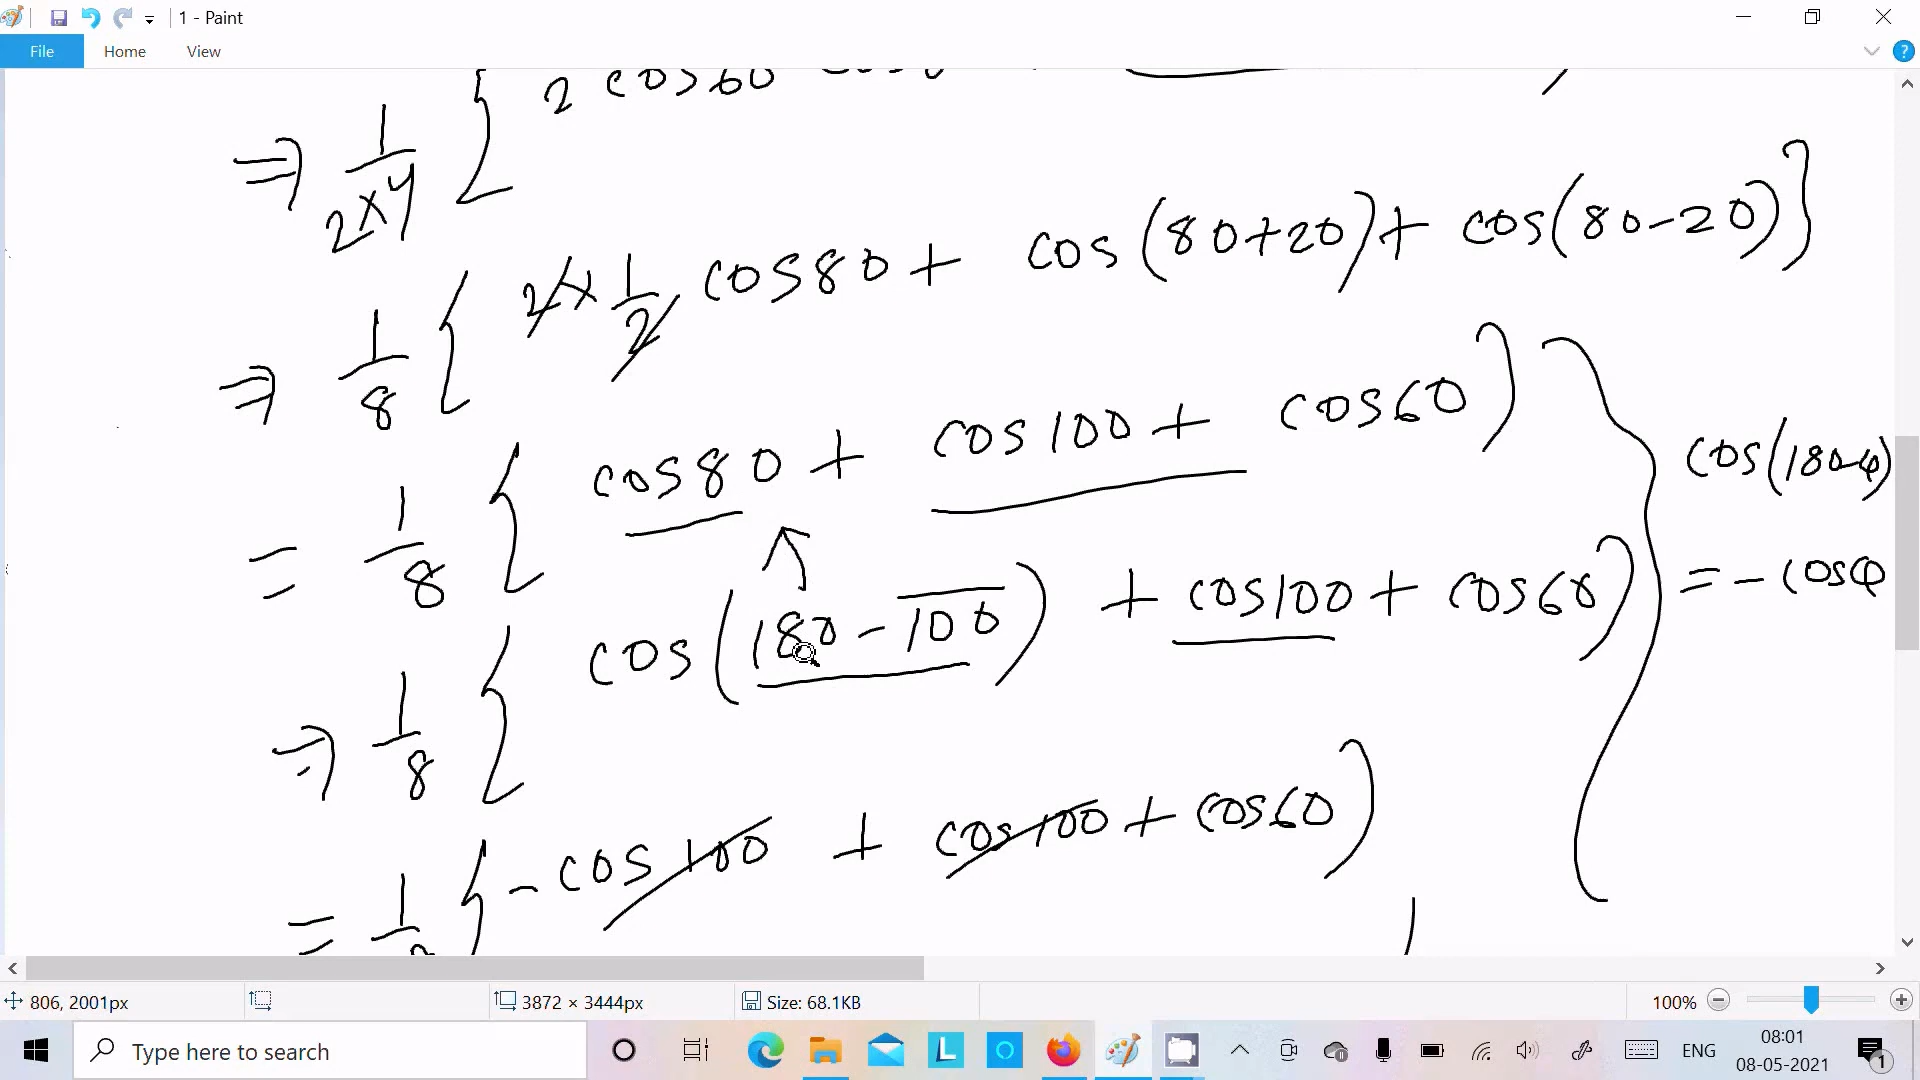 1 - Paint
File Home View
2 cos60
⇒ 1/(2×4) {
⇒ 1/8 { 2×1/2 cos80 + cos(80+20) + cos(80-20)}
= 1/8 { cos80 + cos100 + cos60 )
cos(180-φ)
= -cosφ
⇒ 1/8 { cos(180-100) + cos100 + cos60 )
= 1/ { -cos100 + cos100 + cos60 )
806, 2001px 3872 × 3444px Size: 68.1KB 100%
Type here to search
ENG
08:01
08-05-2021
1